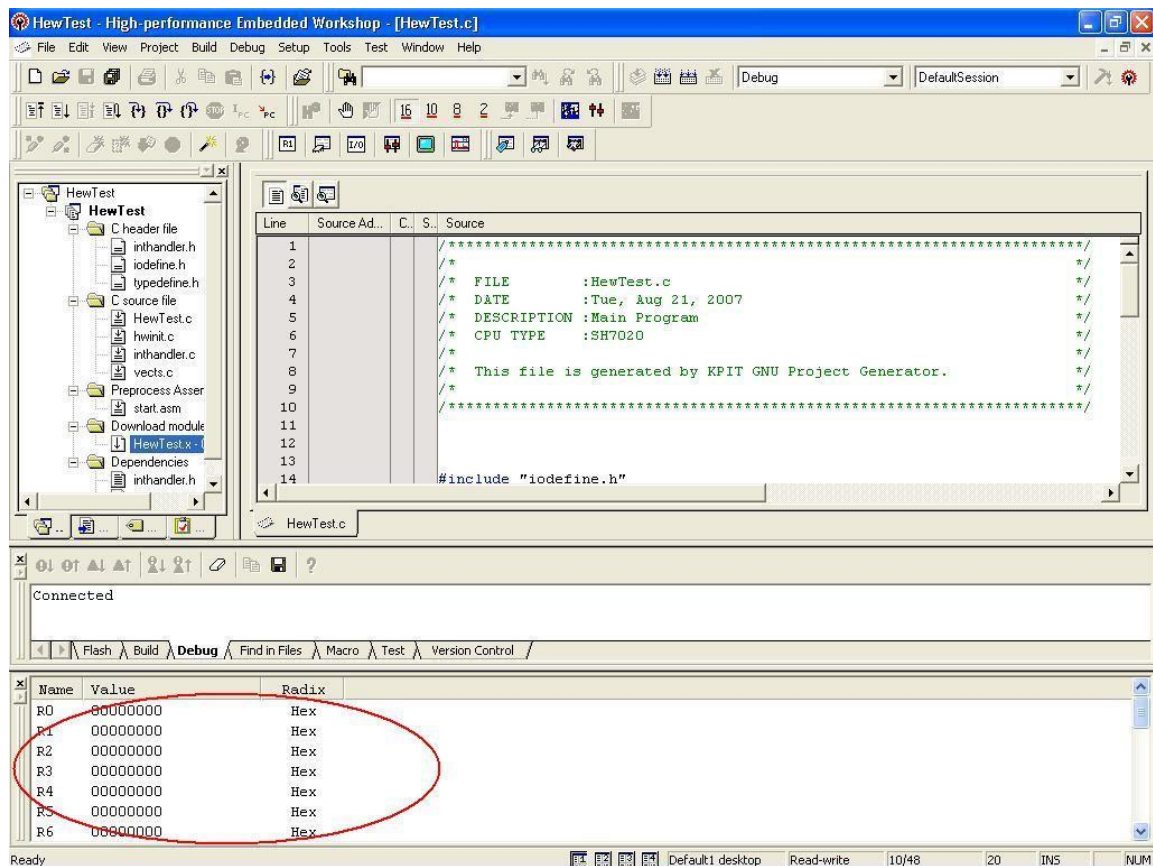 HewTest - High-performance Embedded Workshop - [HewTest.c]
File Edit View Project Build Debug Setup Tools Test Window Help
Debug DefaultSession
16 10 8 2
R1 I/O
HewTest
HewTest
C header file
inthandler.h
iodefine.h
typedefine.h
C source file
HewTest.c
hwinit.c
inthandler.c
vects.c
Preprocess Asser
start.asm
Download module
HewTest.x - 
Dependencies
inthandler.h
Line Source Ad... C.. S.. Source
1 /***********************************************************************/
2 /* */
3 /* FILE :HewTest.c */
4 /* DATE :Tue, Aug 21, 2007 */
5 /* DESCRIPTION :Main Program */
6 /* CPU TYPE :SH7020 */
7 /* */
8 /* This file is generated by KPIT GNU Project Generator. */
9 /* */
10 /***********************************************************************/
11
12
13
14 #include "iodefine.h"
HewTest.c
Connected
Flash Build Debug Find in Files Macro Test Version Control
Name Value Radix
R0 00000000 Hex
R1 00000000 Hex
R2 00000000 Hex
R3 00000000 Hex
R4 00000000 Hex
R5 00000000 Hex
R6 00000000 Hex
Ready Default1 desktop Read-write 10/48 20 INS NUM